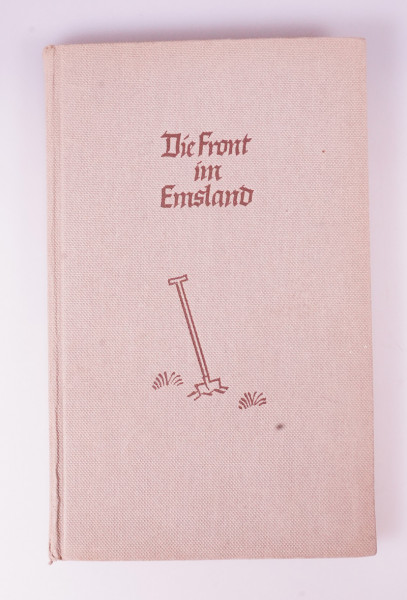 Die Front
im
Emsland